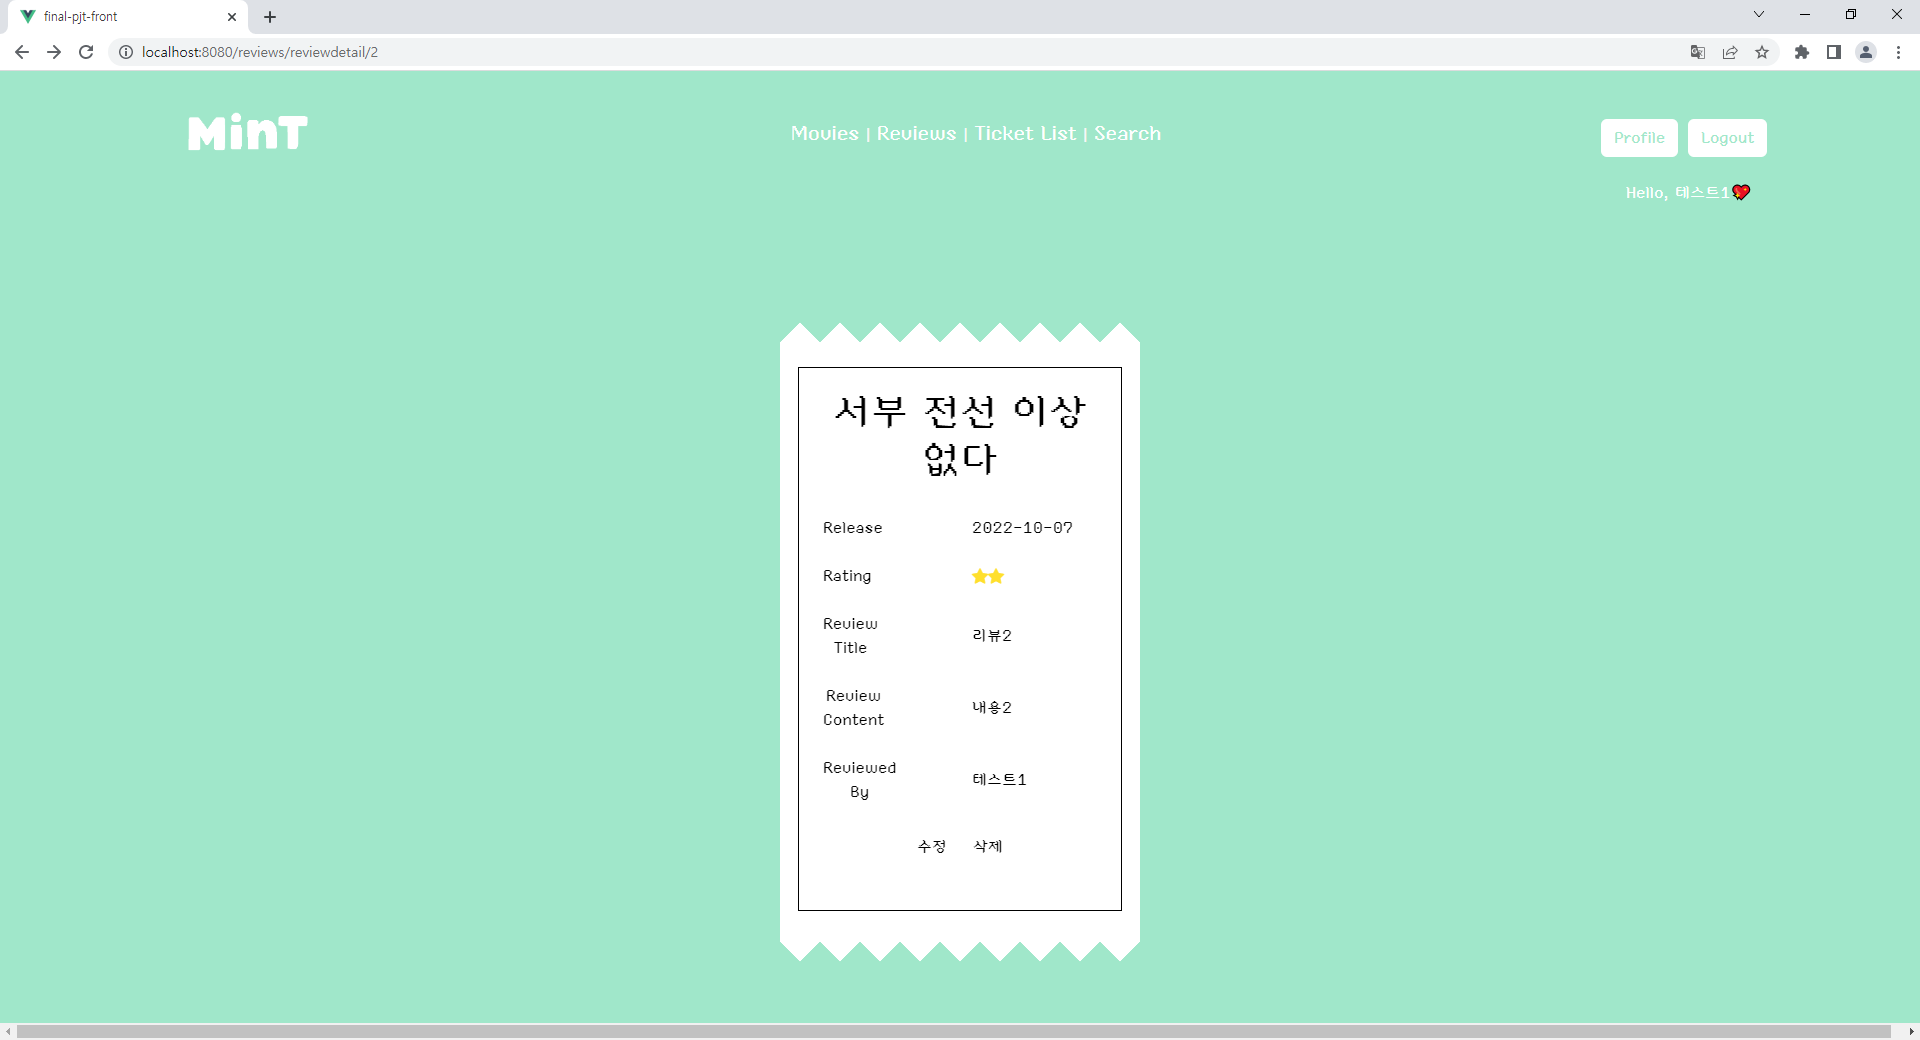 final-pjt-front
localhost:8080/reviews/reviewdetail/2
MinT
Movies | Reviews | Ticket List | Search
Profile
Logout
Hello, 테스트1
서부 전선 이상
없다
Release
2022-10-07
Rating
Review
Title
리뷰2
Review
Content
내용2
Reviewed
By
테스트1
수정
삭제